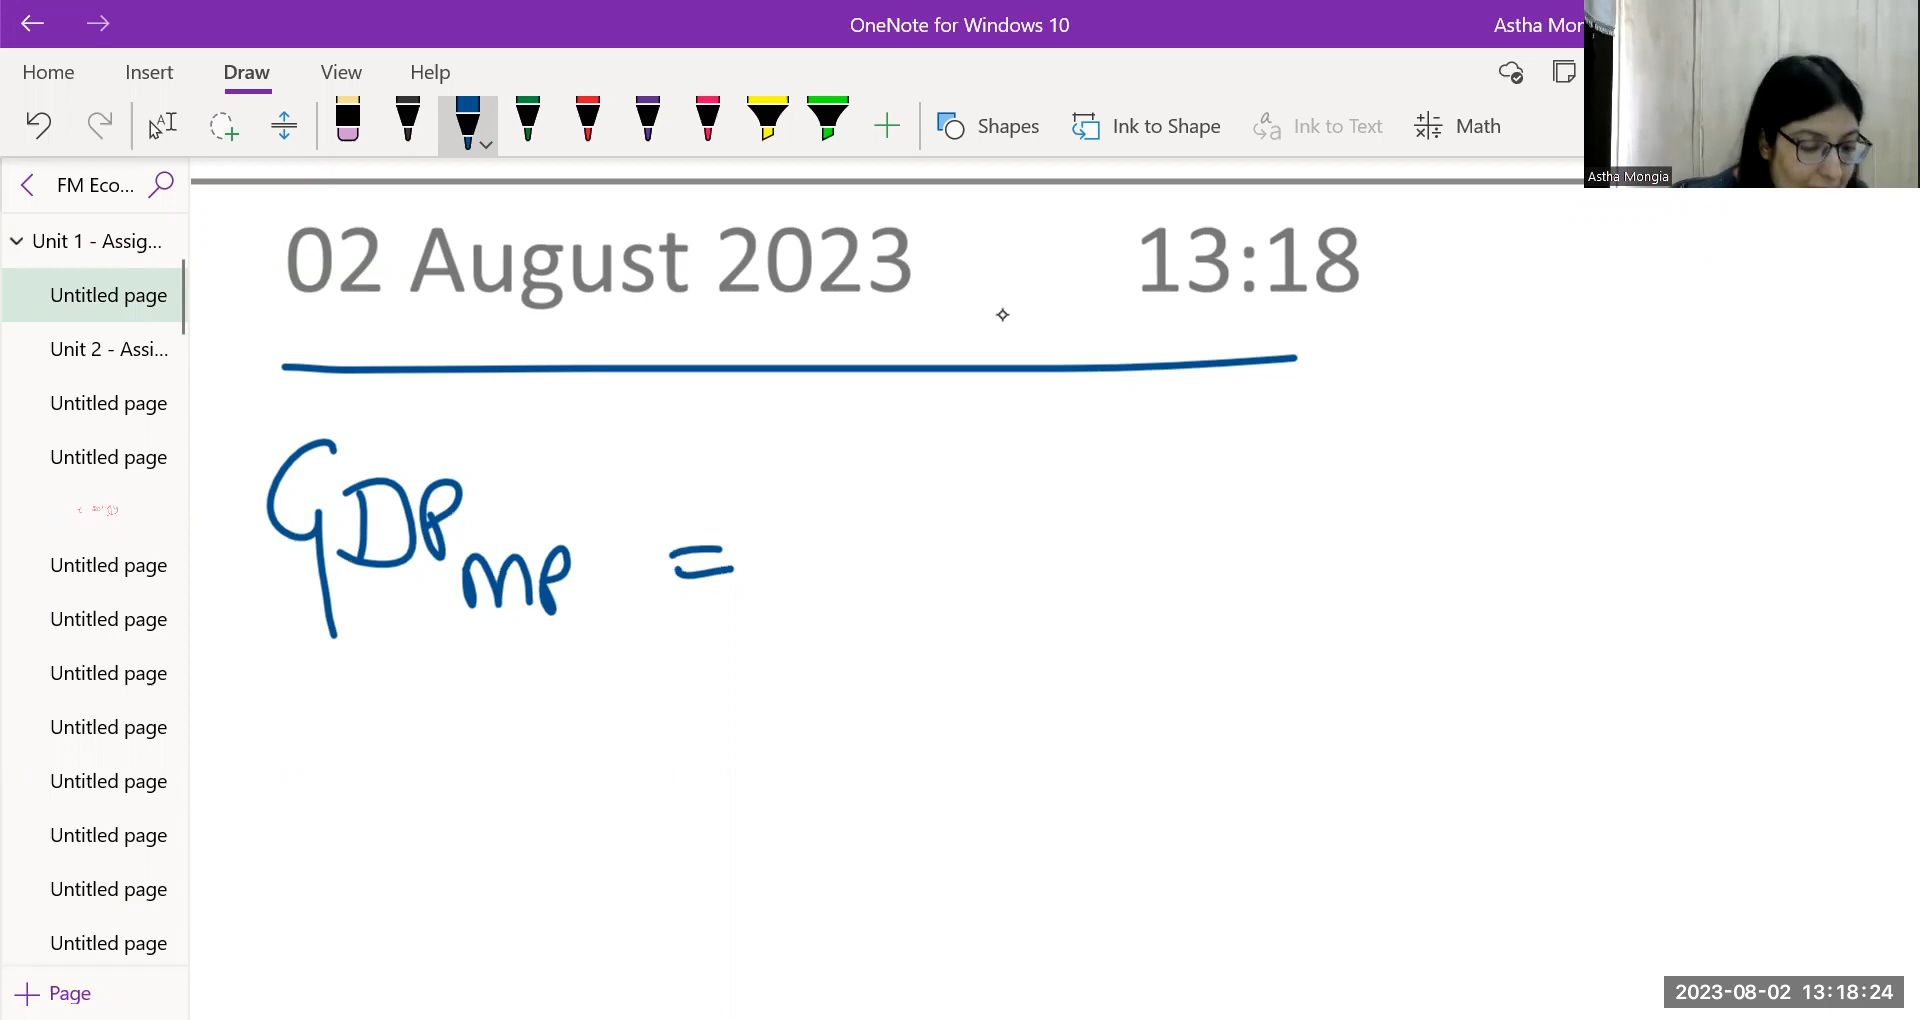 OneNote for Windows 10
Astha Mon
Home Insert Draw View Help
Shapes Ink to Shape Ink to Text Math
Astha Mongia
FM Eco...
Unit 1 - Assig...
Untitled page
Unit 2 - Assi...
Untitled page
Untitled page
Untitled page
Untitled page
Untitled page
Untitled page
Untitled page
Untitled page
Untitled page
Untitled page
Page
02 August 2023 13:18
GDP MP =
2023-08-02 13:18:24